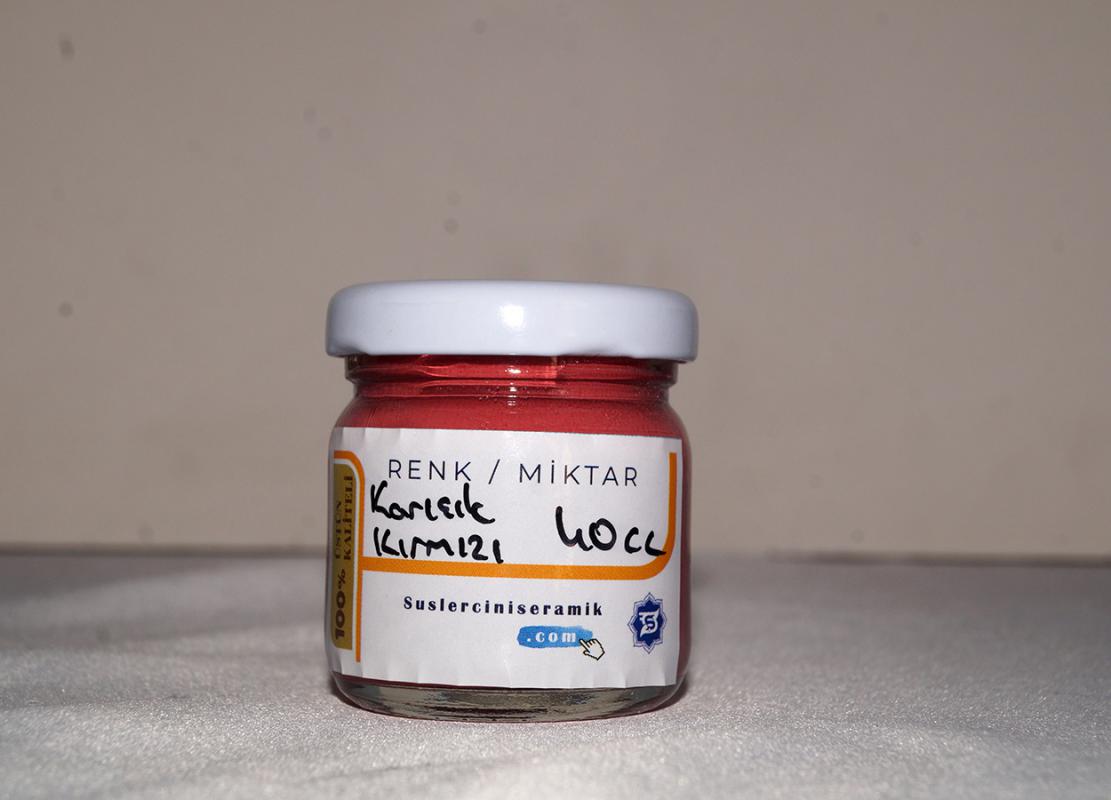 RENK / MİKTAR
Karışık
Kırmızı
40cc
100% ÜSTÜN
KALİTELİ
Suslerciniseramik
.com